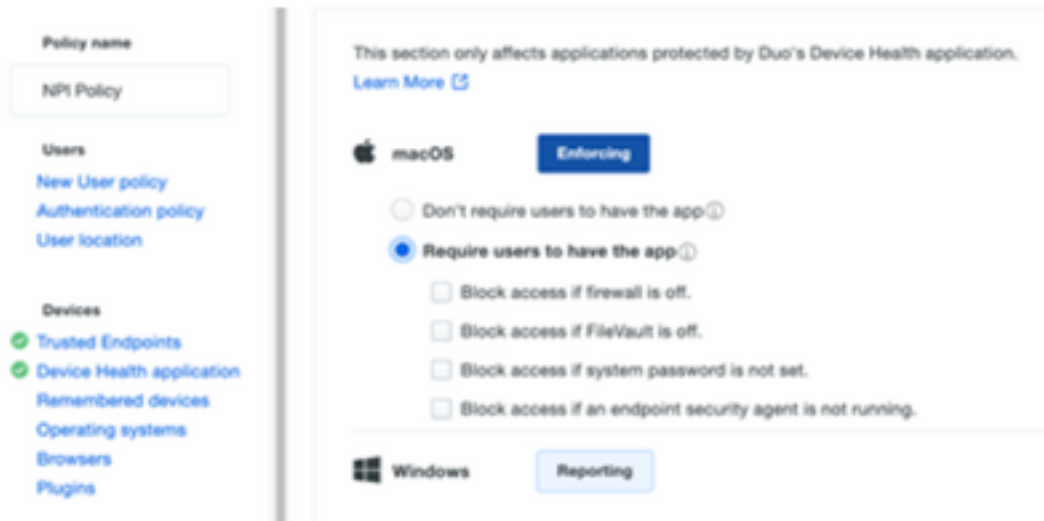 Policy name
NPI Policy
Users
New User policy
Authentication policy
User location
Devices
Trusted Endpoints
Device Health application
Remembered devices
Operating systems
Browsers
Plugins
This section only affects applications protected by Duo's Device Health application.
Learn More
macOS
Enforcing
Don't require users to have the app
Require users to have the app
Block access if firewall is off.
Block access if FileVault is off.
Block access if system password is not set.
Block access if an endpoint security agent is not running.
Windows
Reporting